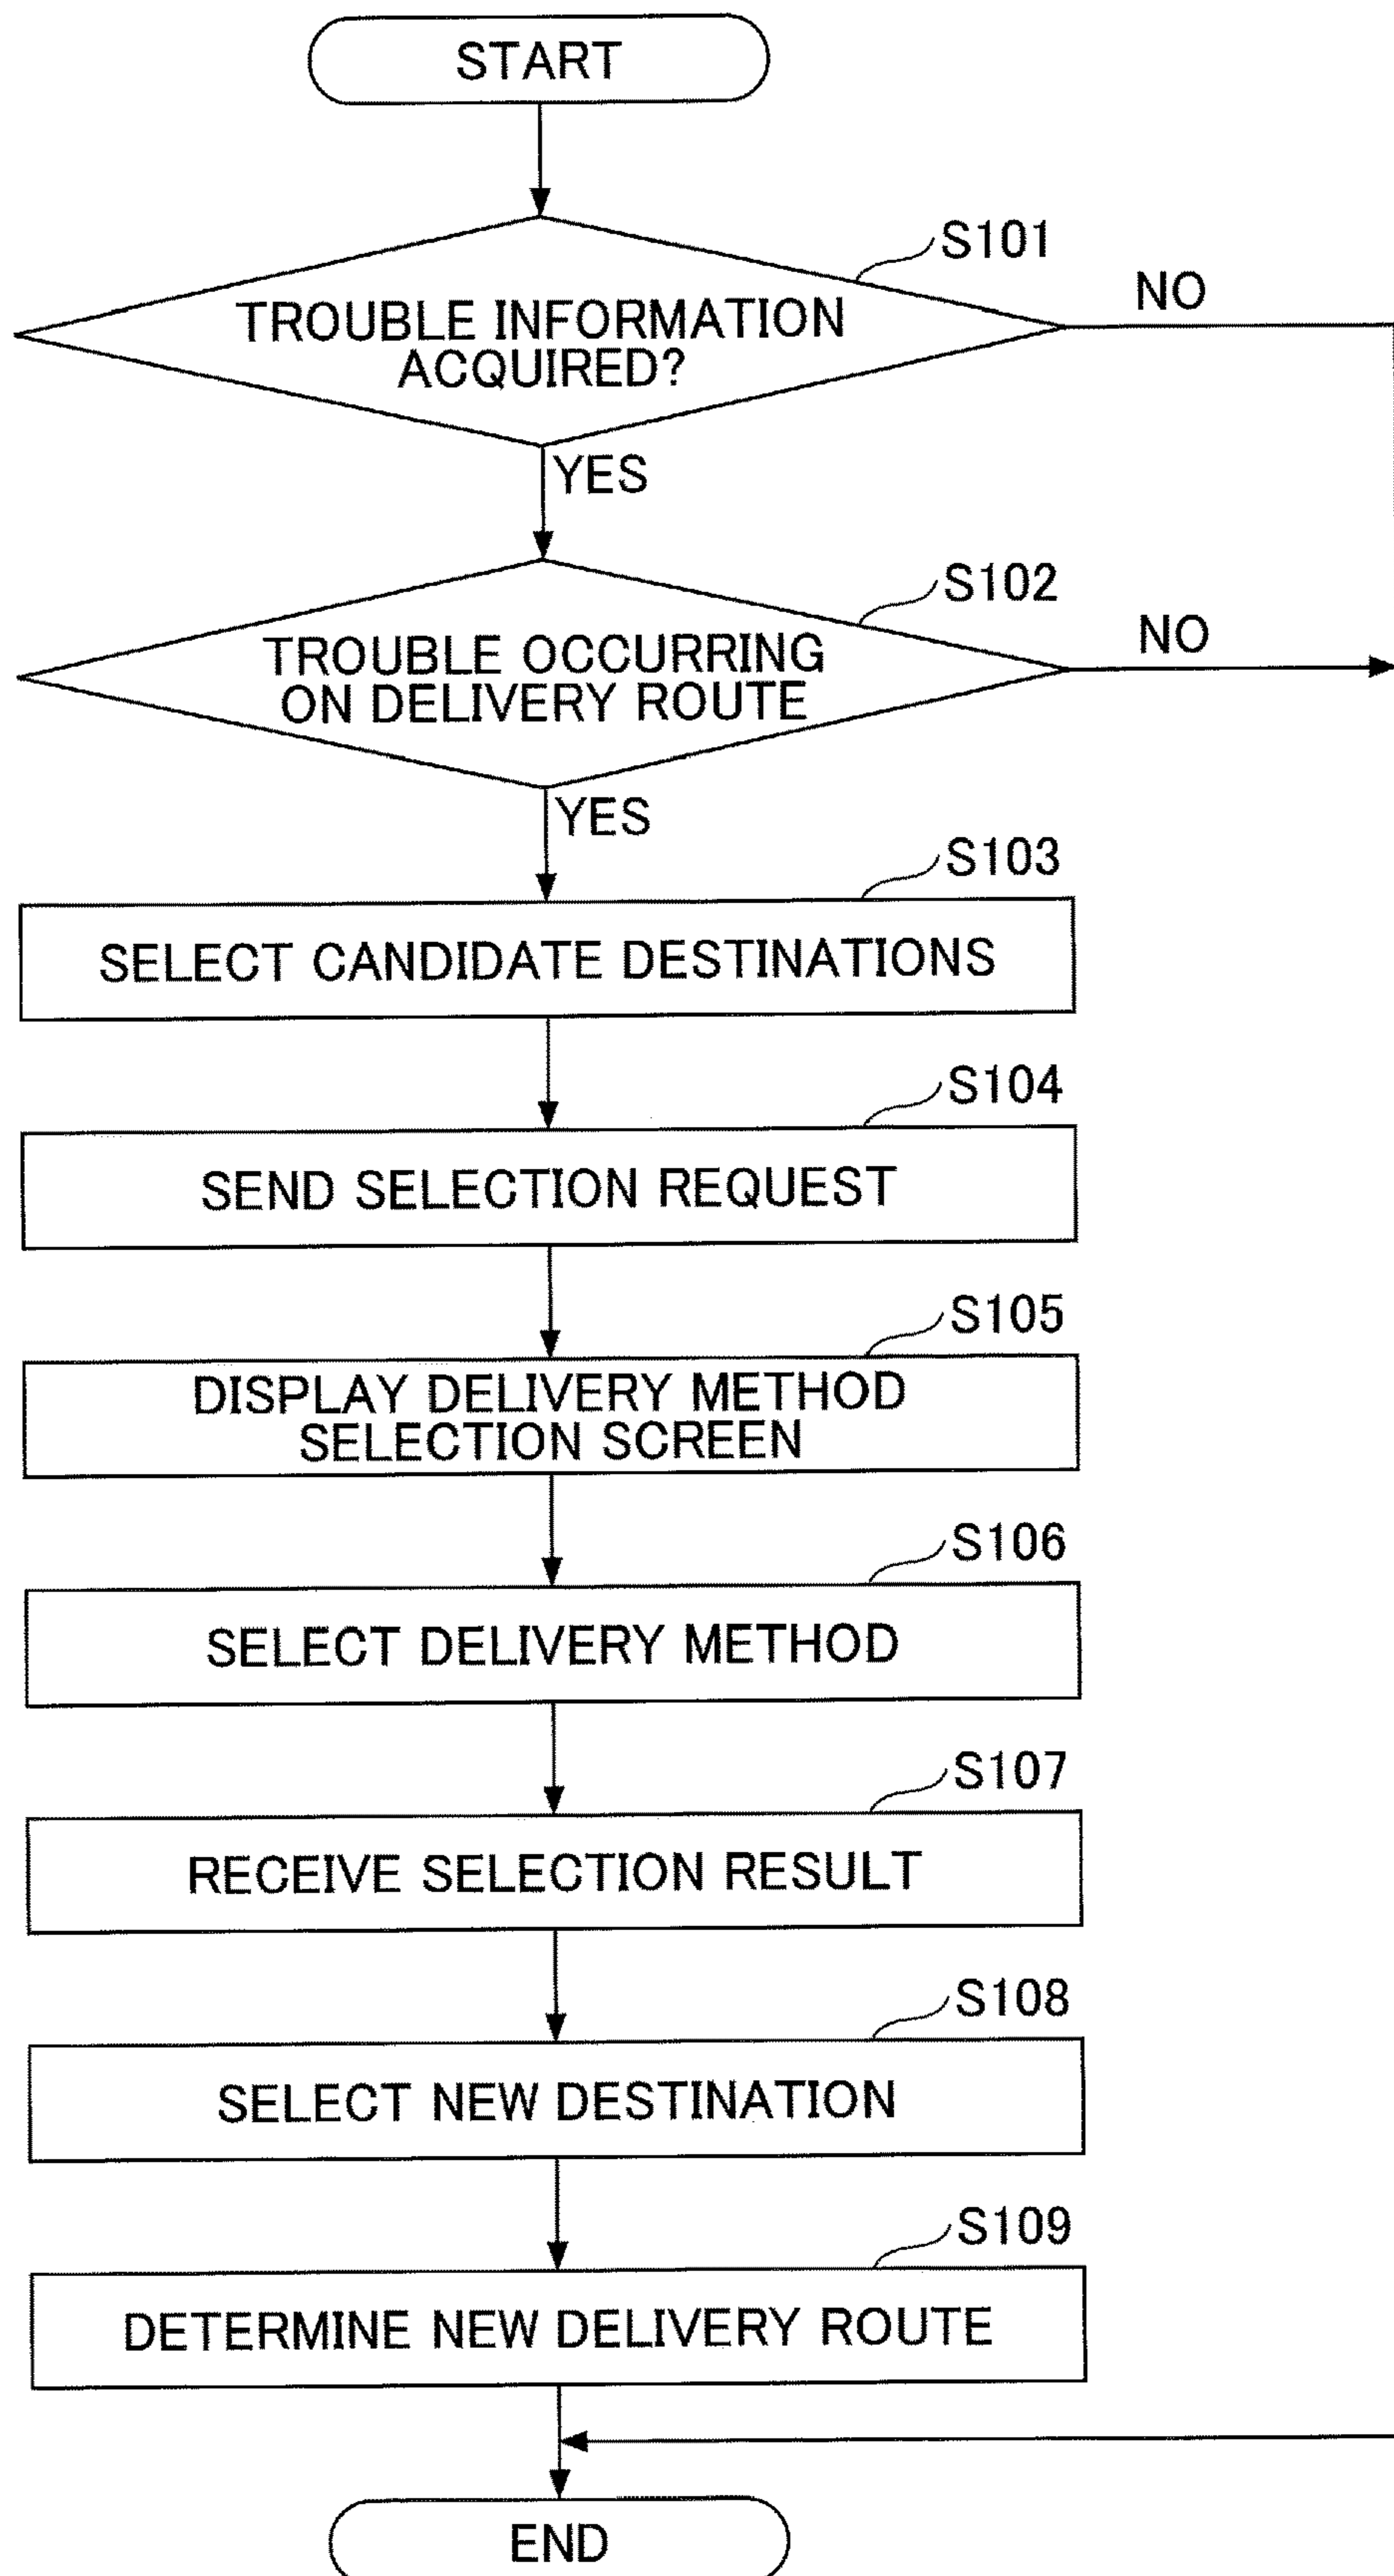 START
S101
NO
TROUBLE INFORMATION
ACQUIRED?
YES
S102
NO
TROUBLE OCCURRING
ON DELIVERY ROUTE
YES
S103
SELECT CANDIDATE DESTINATIONS
S104
SEND SELECTION REQUEST
S105
DISPLAY DELIVERY METHOD
SELECTION SCREEN
S106
SELECT DELIVERY METHOD
S107
RECEIVE SELECTION RESULT
S108
SELECT NEW DESTINATION
S109
DETERMINE NEW DELIVERY ROUTE
END